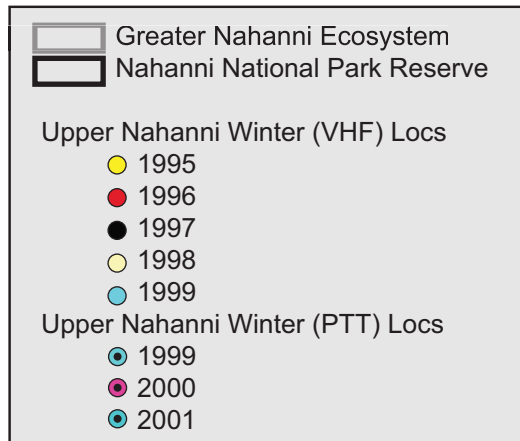 Greater Nahanni Ecosystem
Nahanni National Park Reserve
Upper Nahanni Winter (VHF) Locs
1995
1996
1997
1998
1999
Upper Nahanni Winter (PTT) Locs
1999
2000
2001